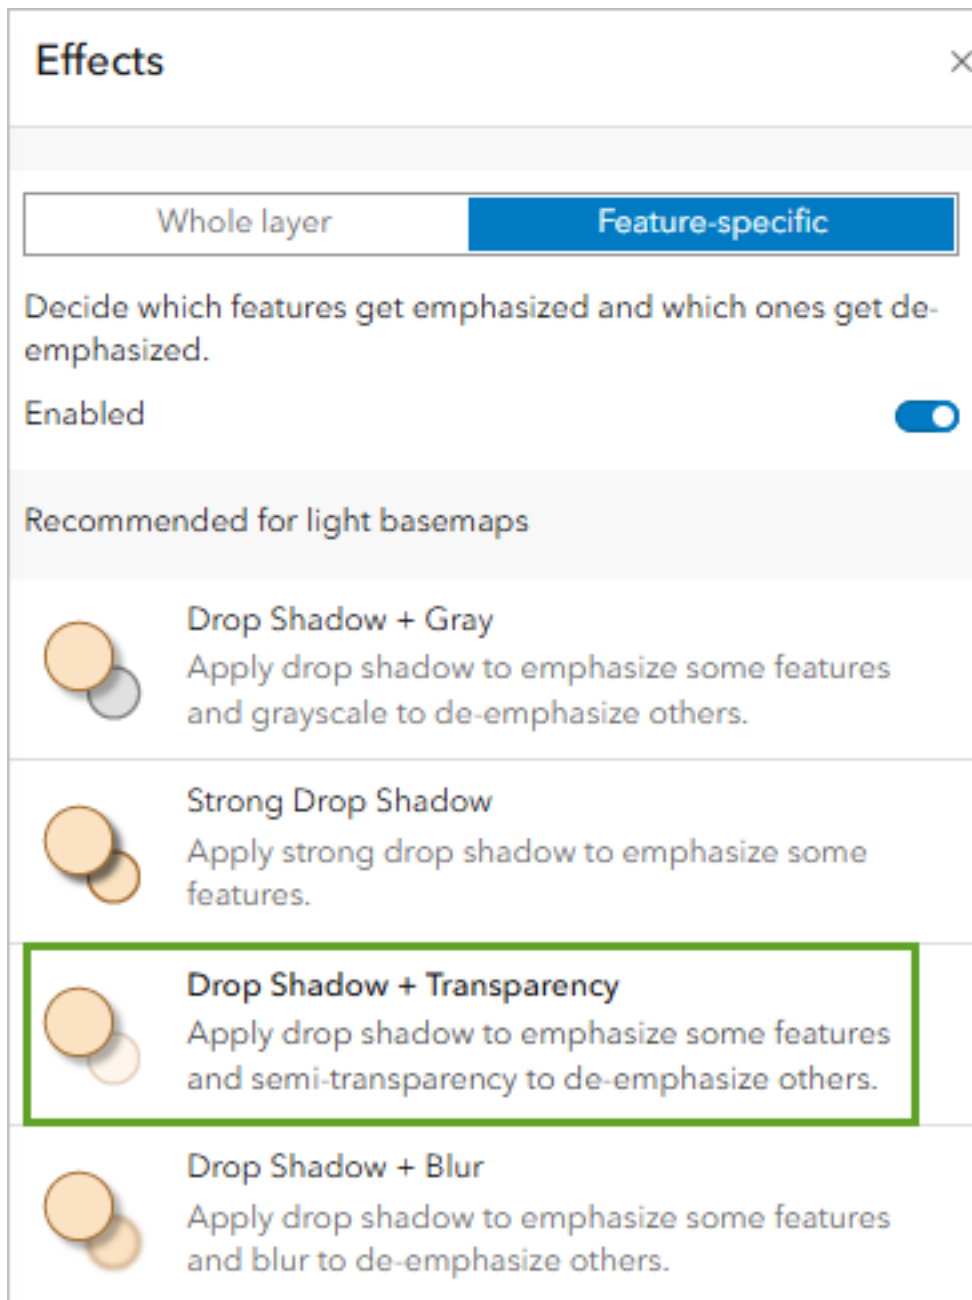 Effects
Whole layer
Feature-specific
Decide which features get emphasized and which ones get de-
emphasized.
Enabled
Recommended for light basemaps
Drop Shadow + Gray
Apply drop shadow to emphasize some features
and grayscale to de-emphasize others.
Strong Drop Shadow
Apply strong drop shadow to emphasize some
features.
Drop Shadow + Transparency
Apply drop shadow to emphasize some features
and semi-transparency to de-emphasize others.
Drop Shadow + Blur
Apply drop shadow to emphasize some features
and blur to de-emphasize others.